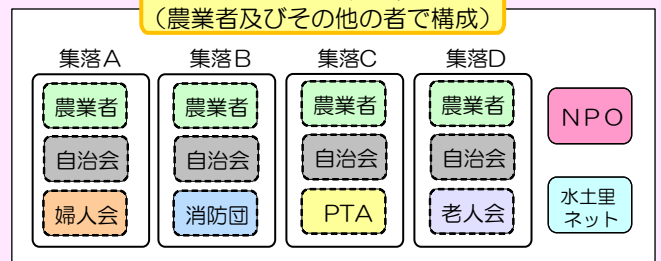 （農業者及びその他の者で構成）
集落A
集落B
集落C
集落D
農業者
農業者
農業者
農業者
NPO
自治会
自治会
自治会
自治会
婦人会
消防団
PTA
老人会
水土里
ネット